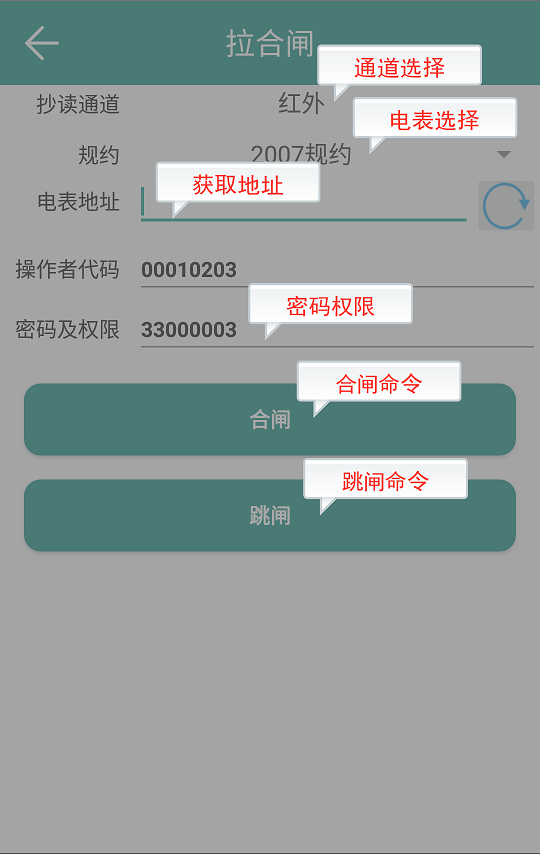 拉合闸
通道选择
抄读通道 红外
电表选择
规约 2007规约
获取地址
电表地址
操作者代码 00010203
密码权限
密码及权限 33000003
合闸命令
合闸
跳闸命令
跳闸